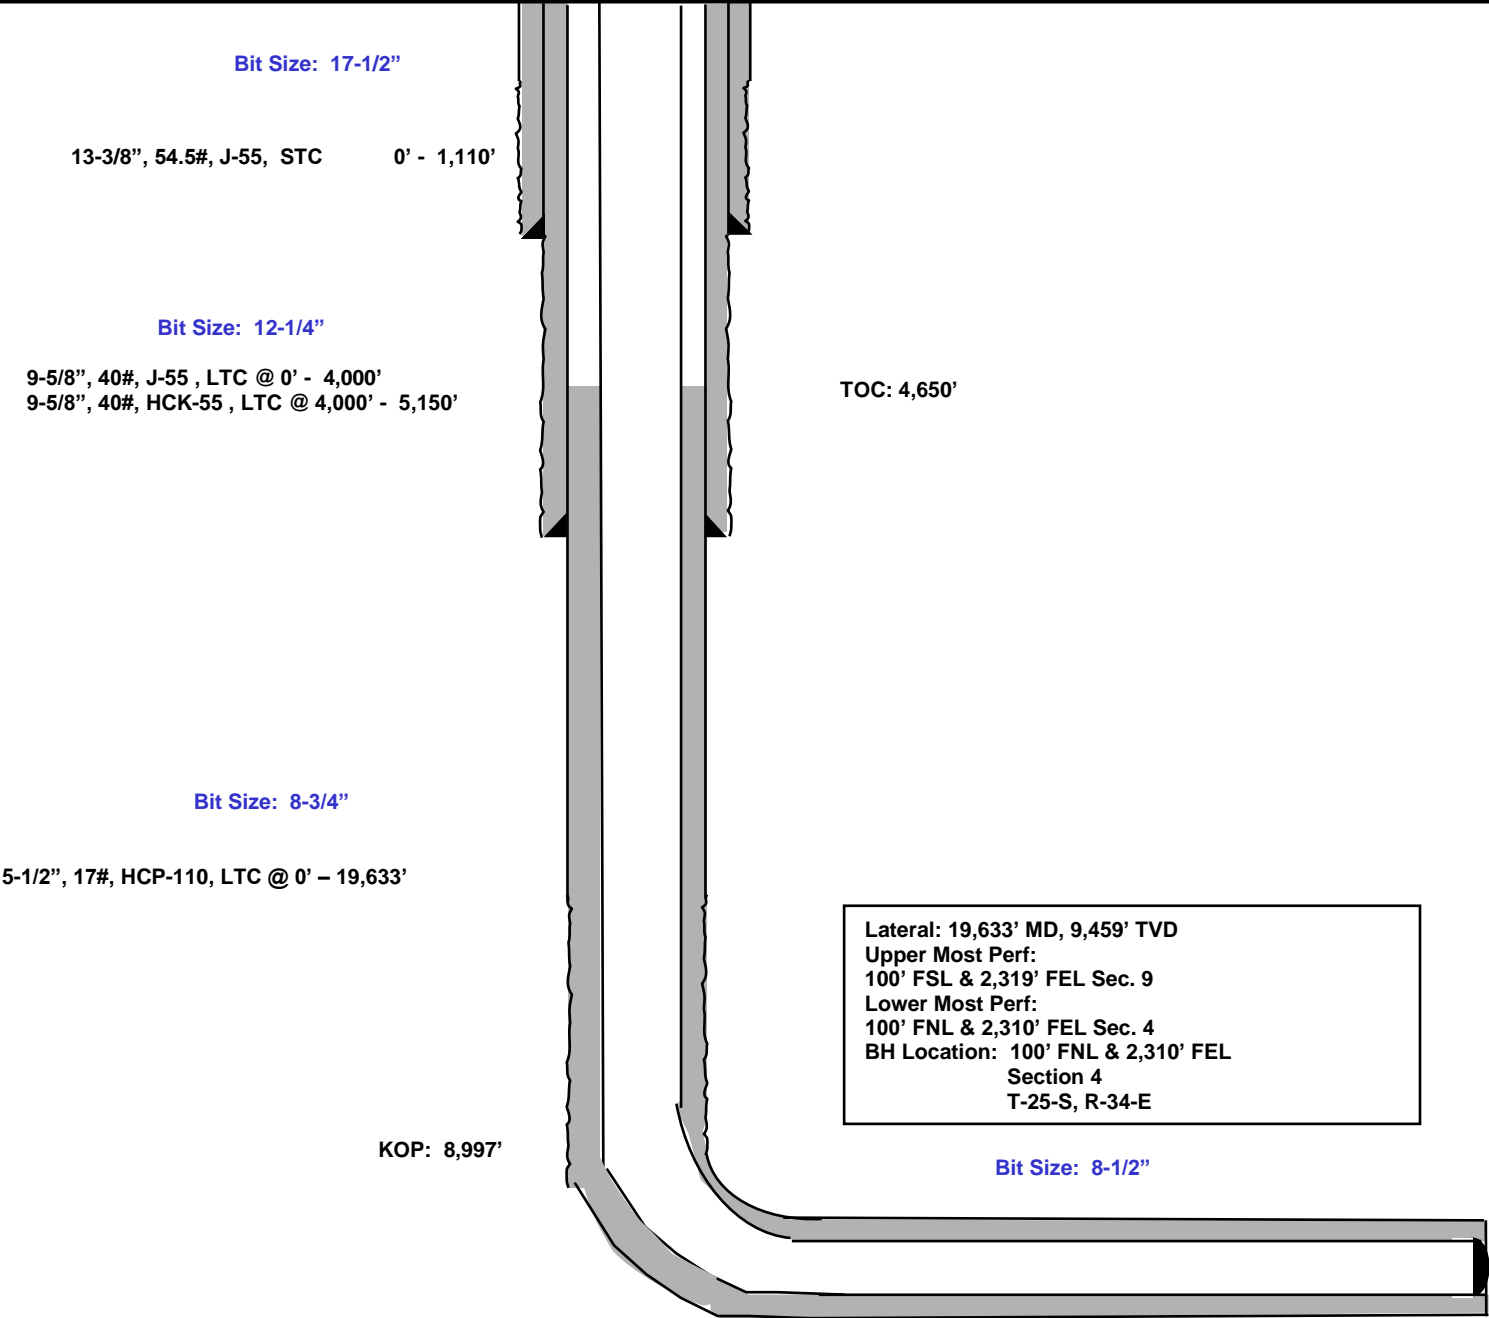 Bit Size: 17-1/2”
13-3/8”, 54.5#, J-55, STC 0’ - 1,110’
Bit Size: 12-1/4”
9-5/8”, 40#, J-55 , LTC @ 0’ - 4,000’
9-5/8”, 40#, HCK-55 , LTC @ 4,000’ - 5,150’
TOC: 4,650’
Bit Size: 8-3/4”
5-1/2”, 17#, HCP-110, LTC @ 0’ – 19,633’
Lateral: 19,633’ MD, 9,459’ TVD
Upper Most Perf:
100’ FSL & 2,319’ FEL Sec. 9
Lower Most Perf:
100’ FNL & 2,310’ FEL Sec. 4
BH Location: 100’ FNL & 2,310’ FEL
Section 4
T-25-S, R-34-E
KOP: 8,997’
Bit Size: 8-1/2”